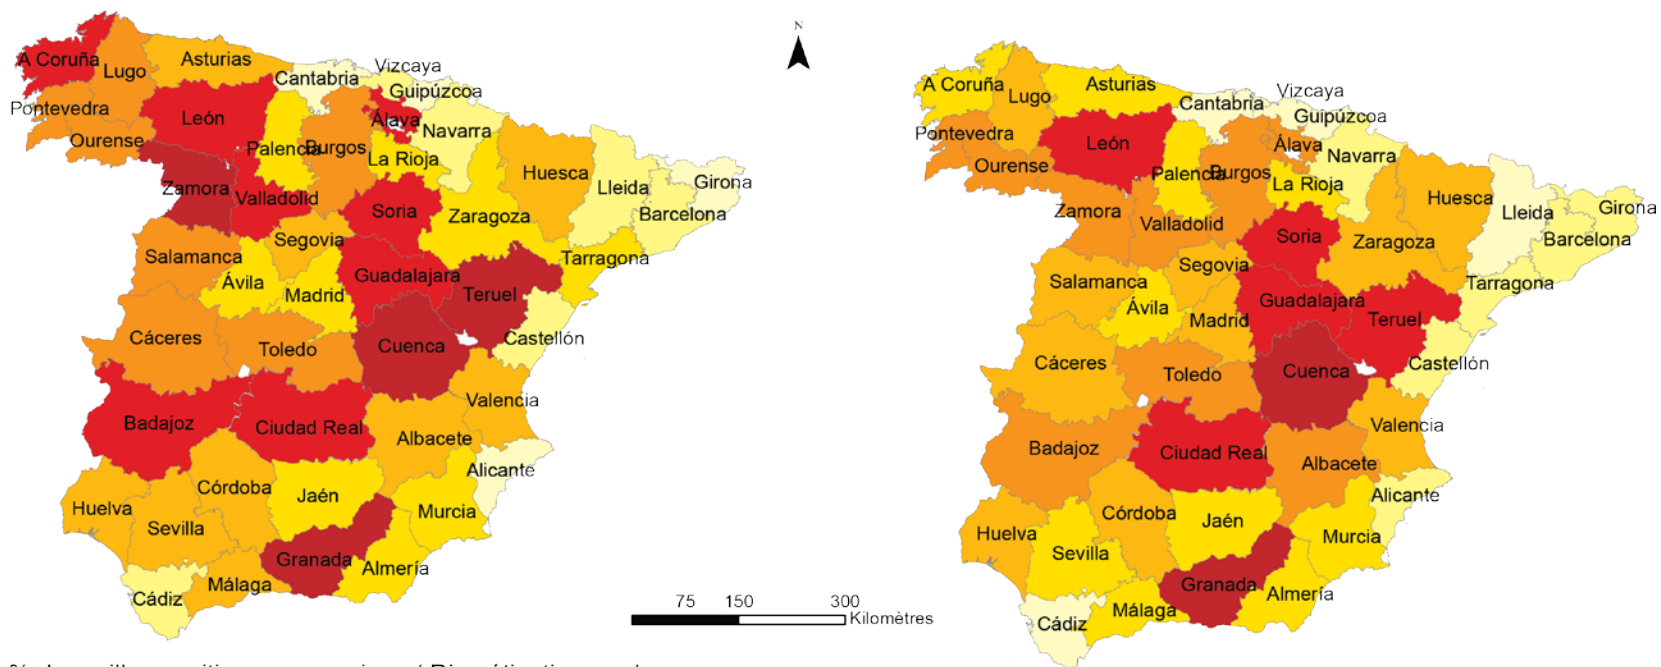 N
A Coruña
Lugo
Asturias
Cantabria
Vizcaya
Guipúzcoa
Pontevedra
León
Álava
Ourense
Palencia
Burgos
Navarra
La Rioja
Huesca
Lleida
Girona
Zamora
Valladolid
Soria
Zaragoza
Barcelona
Segovia
Salamanca
Guadalajara
Tarragona
Ávila
Madrid
Teruel
Cáceres
Toledo
Cuenca
Castellón
Badajoz
Ciudad Real
Valencia
Albacete
Alicante
Córdoba
Jaén
Huelva
Sevilla
Murcia
Granada
Almería
Málaga
Cádiz
75 150 300
Kilomètres
A Coruña
Lugo
Asturias
Cantabria
Vizcaya
Guipúzcoa
Pontevedra
León
Álava
Ourense
Palencia
Burgos
Navarra
La Rioja
Huesca
Lleida
Girona
Zamora
Valladolid
Soria
Zaragoza
Barcelona
Segovia
Salamanca
Guadalajara
Tarragona
Ávila
Madrid
Teruel
Cáceres
Toledo
Cuenca
Castellón
Badajoz
Ciudad Real
Valencia
Albacete
Alicante
Córdoba
Jaén
Huelva
Sevilla
Murcia
Granada
Almería
Málaga
Cádiz